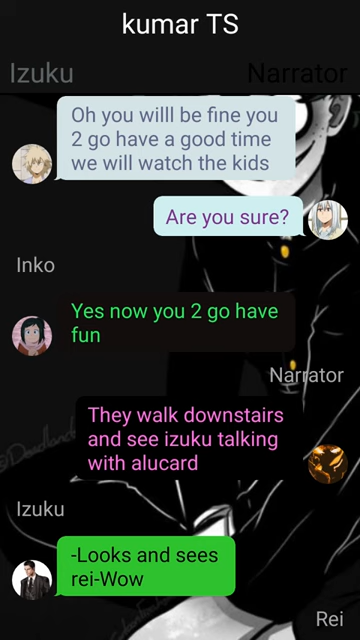 kumar TS
Izuku
Narrator
Oh you willl be fine you
2 go have a good time
we will watch the kids
Are you sure?
Inko
Yes now you 2 go have
fun
Narrator
They walk downstairs
and see izuku talking
with alucard
Izuku
-Looks and sees
rei-Wow
Rei